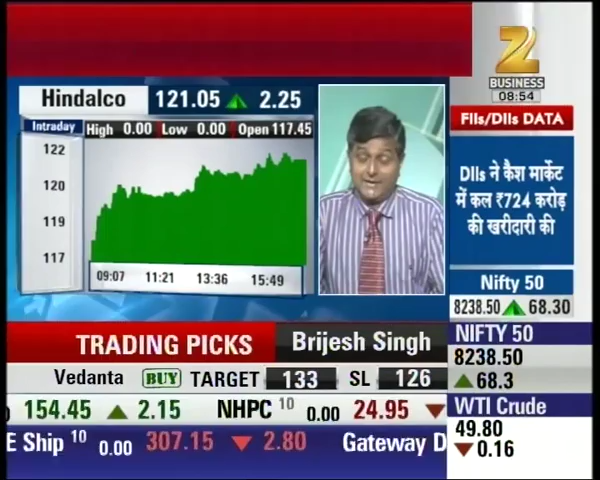 Hindalco 121.05 2.25
Intraday High 0.00 Low 0.00 Open 117.45
122
120
119
117
09:07 11:21 13:36 15:49
Z
BUSINESS
08:54
FIIs/DIIs DATA
DIIs ने कैश मार्केट
में कल ₹724 करोड़
की खरीदारी की
Nifty 50
8238.50 68.30
TRADING PICKS
Brijesh Singh
Vedanta BUY TARGET 133 SL 126
NIFTY 50
8238.50
68.3
154.45 2.15 NHPC 10 0.00 24.95
WTI Crude
49.80
0.16
E Ship 10 0.00 307.15 2.80 Gateway D